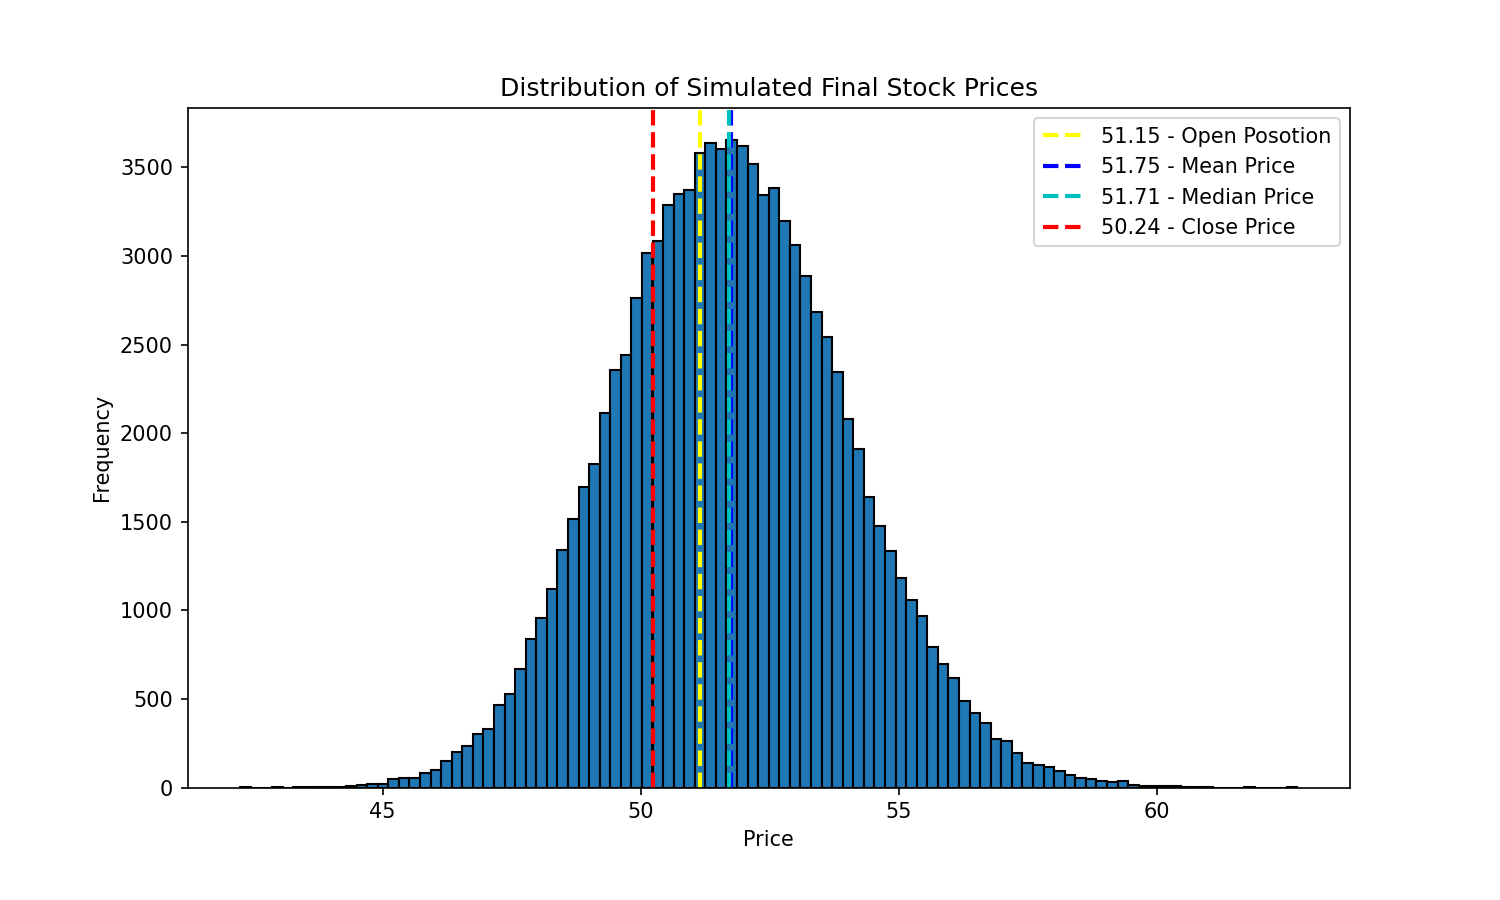 Distribution of Simulated Final Stock Prices
51.15 - Open Posotion
51.75 - Mean Price
51.71 - Median Price
50.24 - Close Price
Frequency
3500
3000
2500
2000
1500
1000
500
0
45
50
55
60
Price